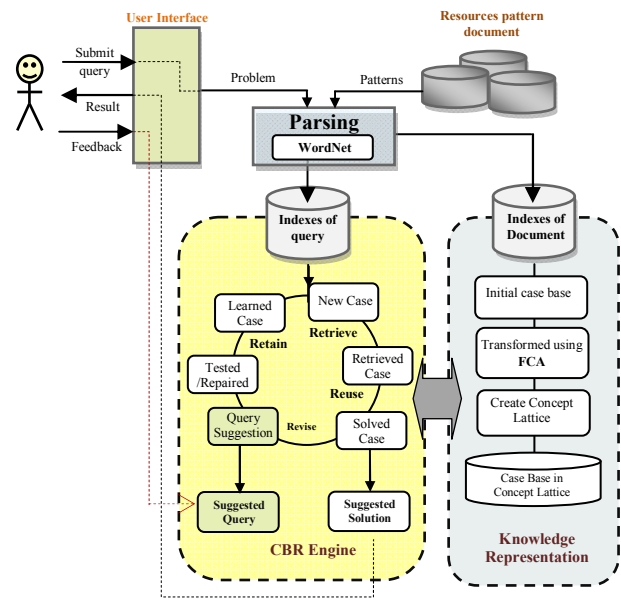 User Interface
Resources pattern
document
Submit
query
Result
Feedback
Problem
Patterns
Parsing
WordNet
Indexes of
query
Indexes of
Document
Learned
Case
New Case
Retain
Retrieve
Tested
/Repaired
Retrieved
Case
Reuse
Query
Suggestion
Revise
Solved
Case
Suggested
Query
Suggested
Solution
CBR Engine
Initial case base
Transformed using
FCA
Create Concept
Lattice
Case Base in
Concept Lattice
Knowledge
Representation